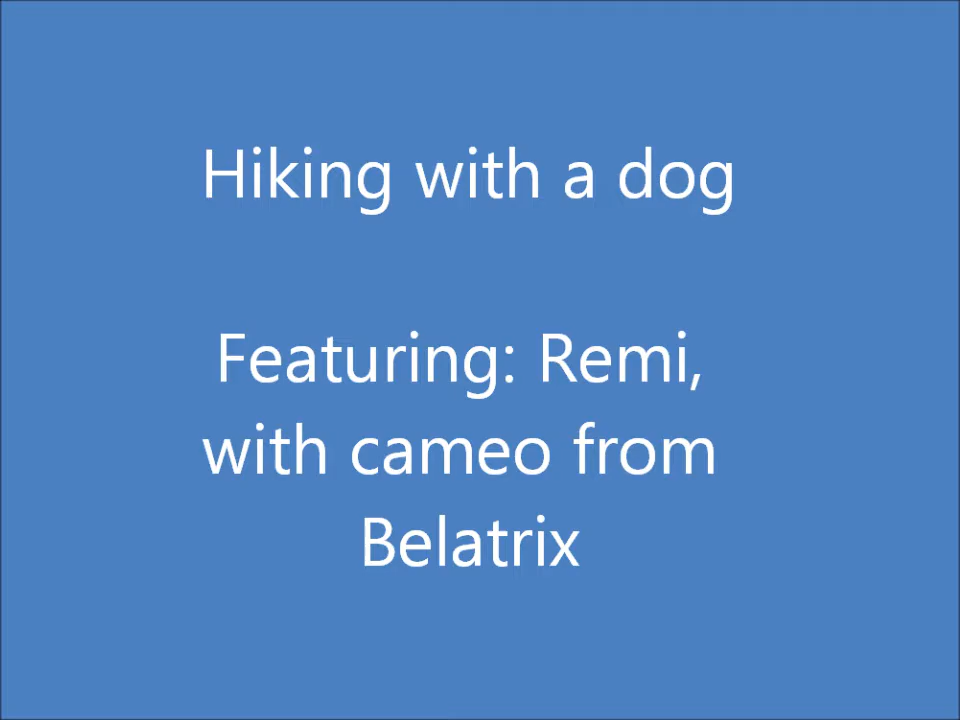 Hiking with a dog
Featuring: Remi,
with cameo from
Belatrix